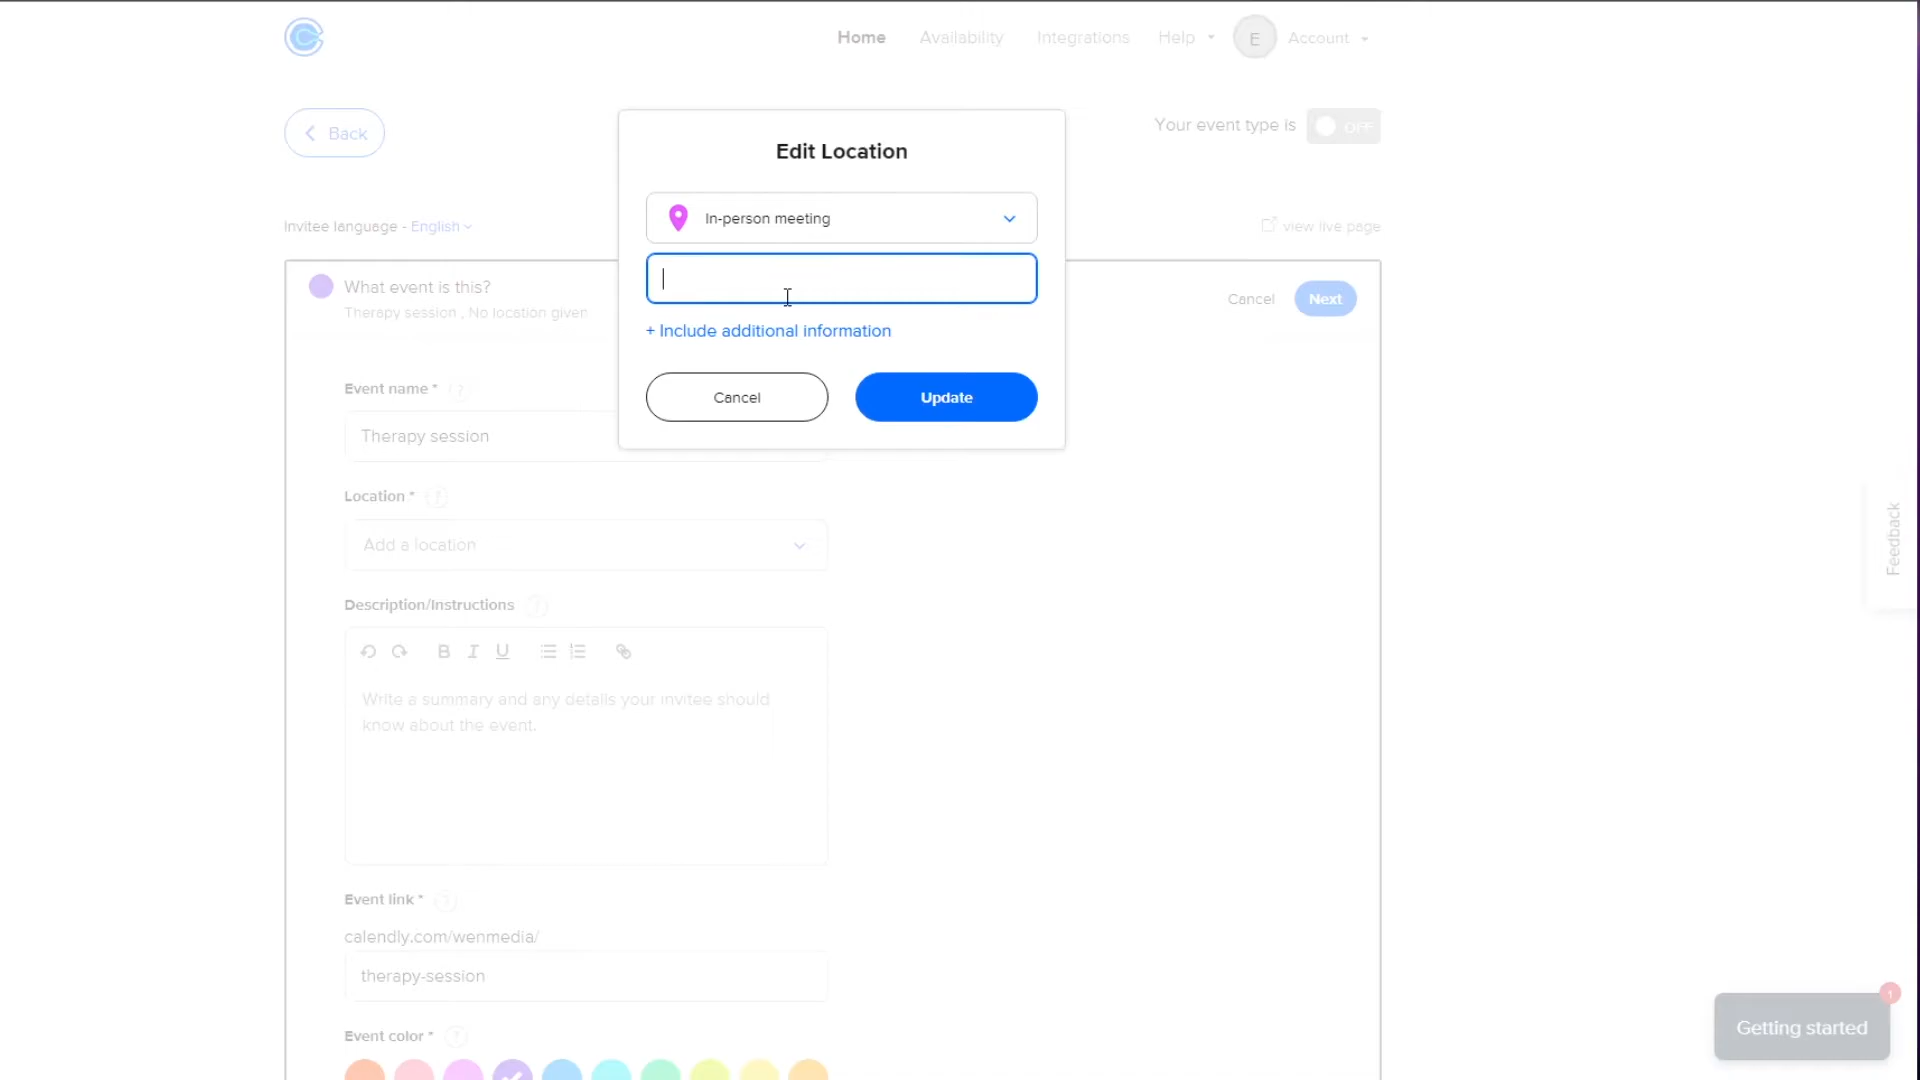 Home Availability Integrations Help E Account
Back
Your event type is OFF
Edit Location
In-person meeting
Invitee language - English
view live page
What event is this?
Therapy session , No location given
Cancel Next
+ Include additional information
Event name * ?
Cancel Update
Therapy session
Location * ?
Add a location
Feedback
Description/Instructions ?
B I U
Write a summary and any details your invitee should
know about the event.
Event link * ?
calendly.com/wenmedia/
therapy-session
1
Getting started
Event color * ?